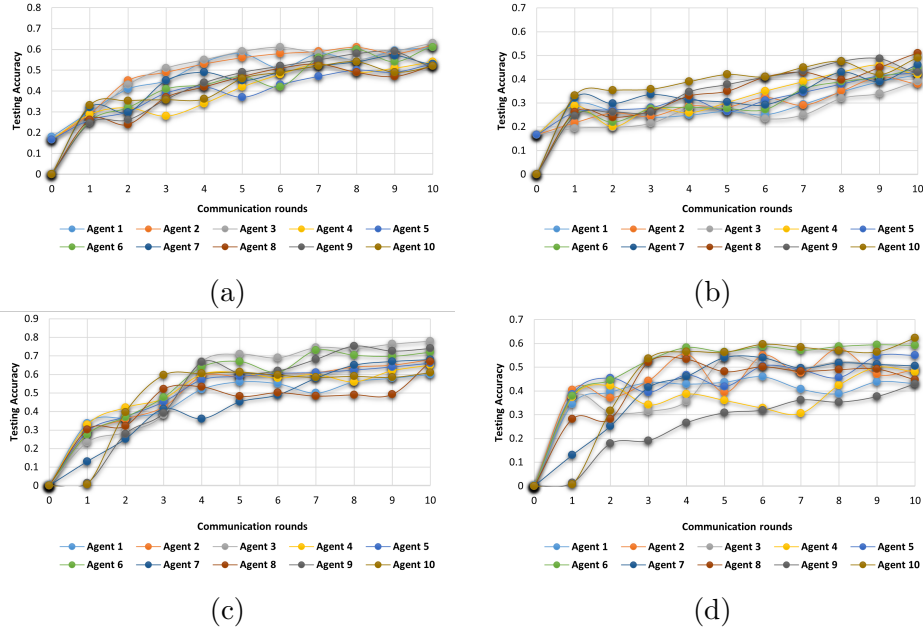 0.8
0.7
0.6
0.5
0.4
0.3
0.2
0.1
0
Testing Accuracy
0 1 2 3 4 5 6 7 8 9 10
Communication rounds
Agent 1 Agent 2 Agent 3 Agent 4 Agent 5
Agent 6 Agent 7 Agent 8 Agent 9 Agent 10
(a)
0.7
0.6
0.5
0.4
0.3
0.2
0.1
0
Testing Accuracy
0 1 2 3 4 5 6 7 8 9 10
Communication rounds
Agent 1 Agent 2 Agent 3 Agent 4 Agent 5
Agent 6 Agent 7 Agent 8 Agent 9 Agent 10
(b)
0.9
0.8
0.7
0.6
0.5
0.4
0.3
0.2
0.1
0
Testing Accuracy
0 1 2 3 4 5 6 7 8 9 10
Communication rounds
Agent 1 Agent 2 Agent 3 Agent 4 Agent 5
Agent 6 Agent 7 Agent 8 Agent 9 Agent 10
(c)
0.7
0.6
0.5
0.4
0.3
0.2
0.1
0
Testing Accuracy
0 1 2 3 4 5 6 7 8 9 10
Communication rounds
Agent 1 Agent 2 Agent 3 Agent 4 Agent 5
Agent 6 Agent 7 Agent 8 Agent 9 Agent 10
(d)